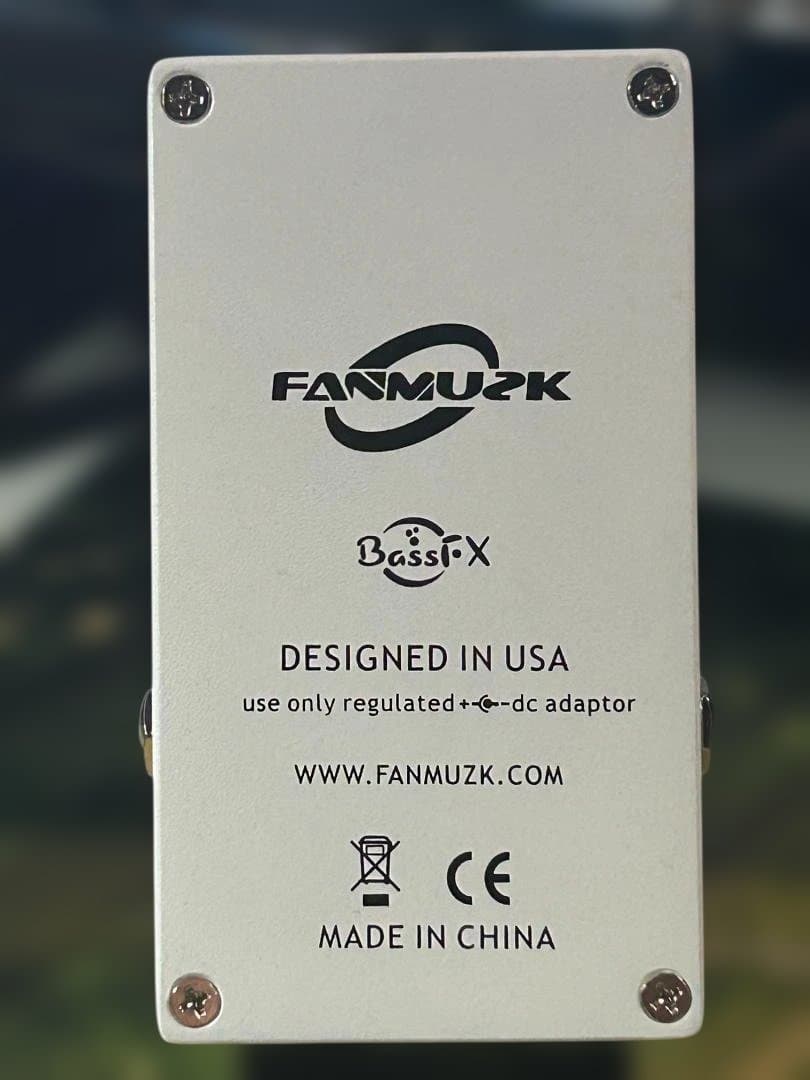 FANMUZK
BassFX
DESIGNED IN USA
use only regulated + - dc adaptor
WWW.FANMUZK.COM
CE
MADE IN CHINA